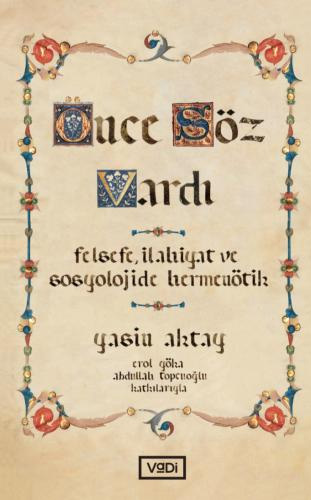 Önce Söz
Vardı
felsefe, ilahiyat ve
sosyolojide hermenötik
yasin aktay
erol göka
abdullah topçuoğlu
katkılarıyla
VaDi